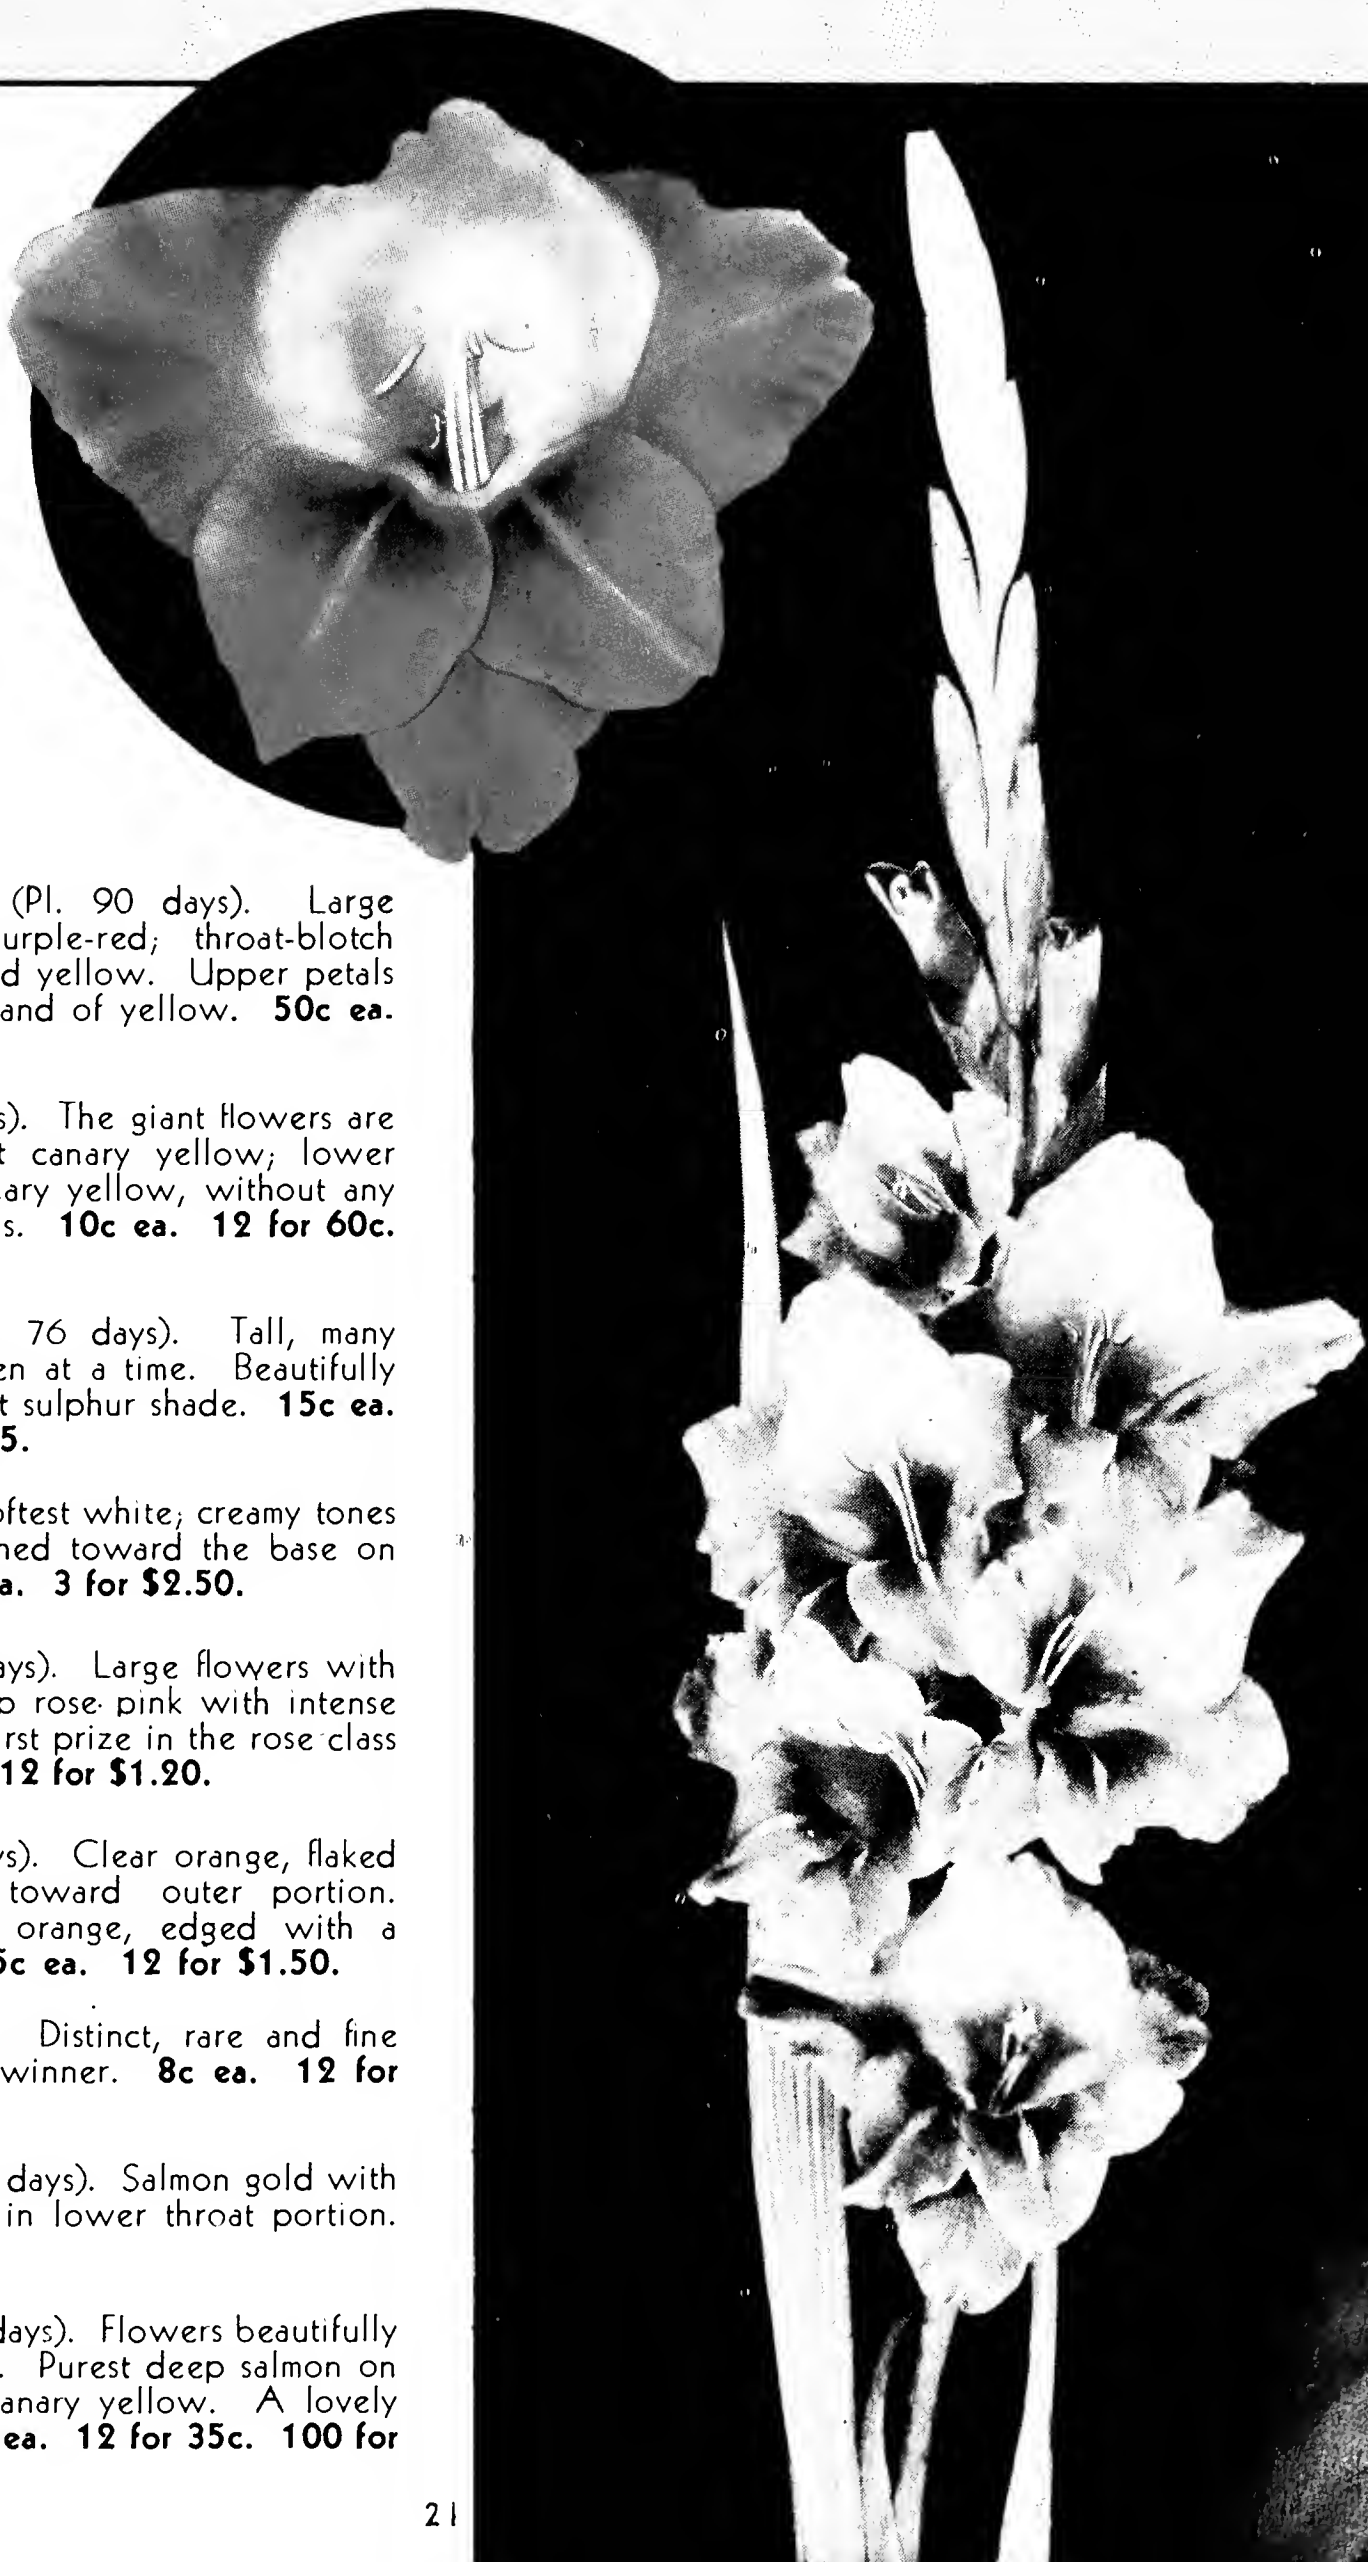 (Pl. 90 days). Large
urple-red; throat-blotch
d yellow. Upper petals
and of yellow. 50c ea.
s). The giant flowers are
t canary yellow; lower
ary yellow, without any
s. 10c ea. 12 for 60c.
76 days). Tall, many
en at a time. Beautifully
t sulphur shade. 15c ea.
5.
oftest white; creamy tones
ned toward the base on
a. 3 for $2.50.
ays). Large flowers with
p rose-pink with intense
rst prize in the rose class
12 for $1.20.
ys). Clear orange, flaked
toward outer portion.
orange, edged with a
5c ea. 12 for $1.50.
Distinct, rare and fine
winner. 8c ea. 12 for
days). Salmon gold with
in lower throat portion.
days). Flowers beautifully
. Purest deep salmon on
anary yellow. A lovely
ea. 12 for 35c. 100 for
21